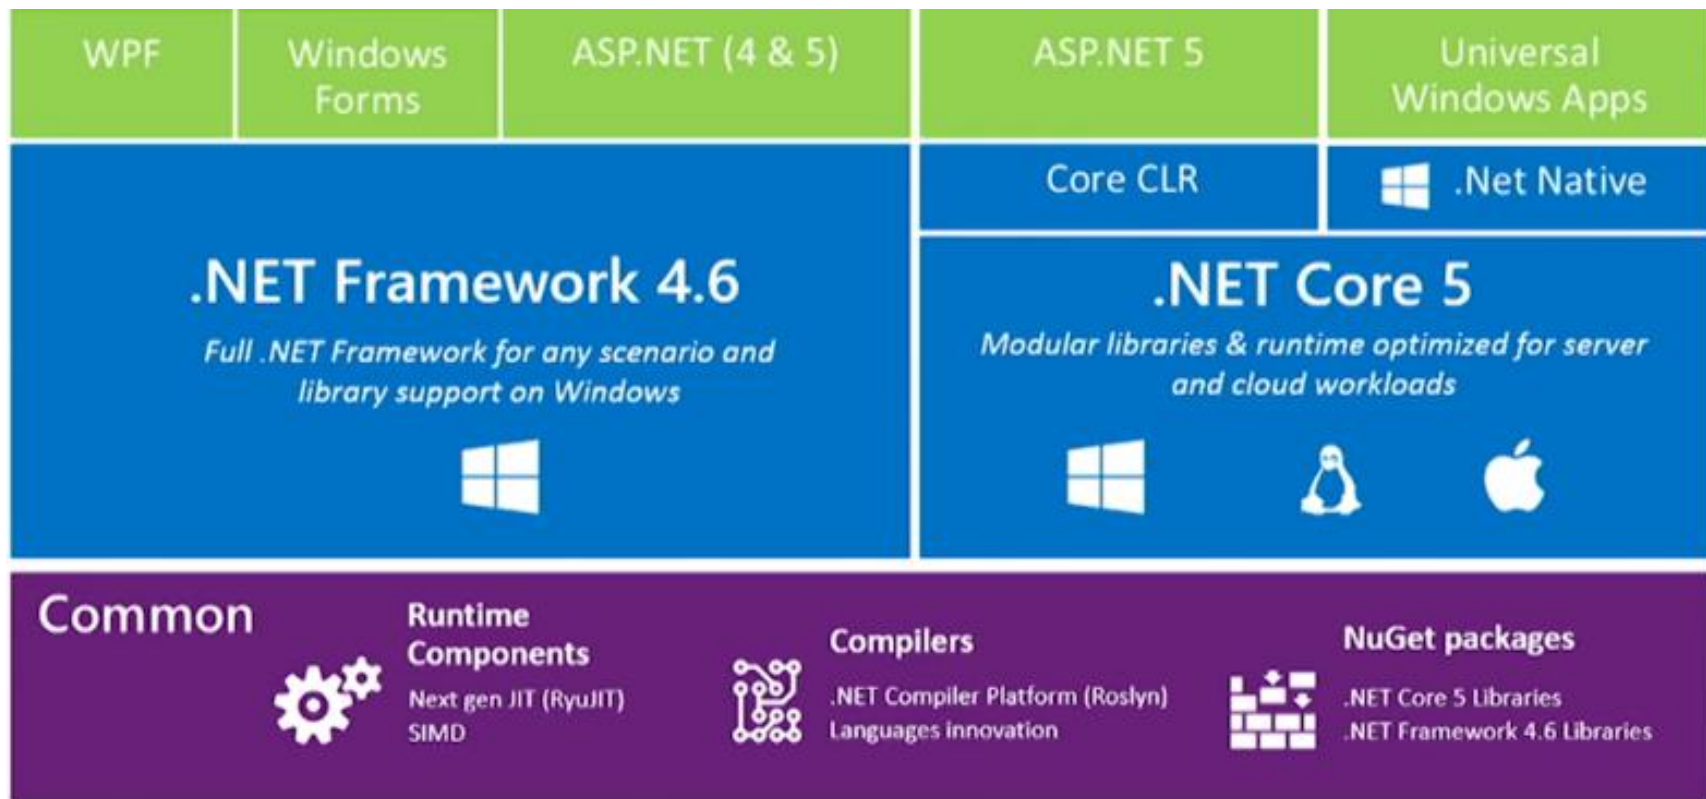 WPF
Windows
Forms
ASP.NET (4 & 5)
ASP.NET 5
Universal
Windows Apps
Core CLR
.Net Native
.NET Framework 4.6
Full .NET Framework for any scenario and
library support on Windows
.NET Core 5
Modular libraries & runtime optimized for server
and cloud workloads
Common
Runtime
Components
Next gen JIT (RyuJIT)
SIMD
Compilers
.NET Compiler Platform (Roslyn)
Languages innovation
NuGet packages
.NET Core 5 Libraries
.NET Framework 4.6 Libraries